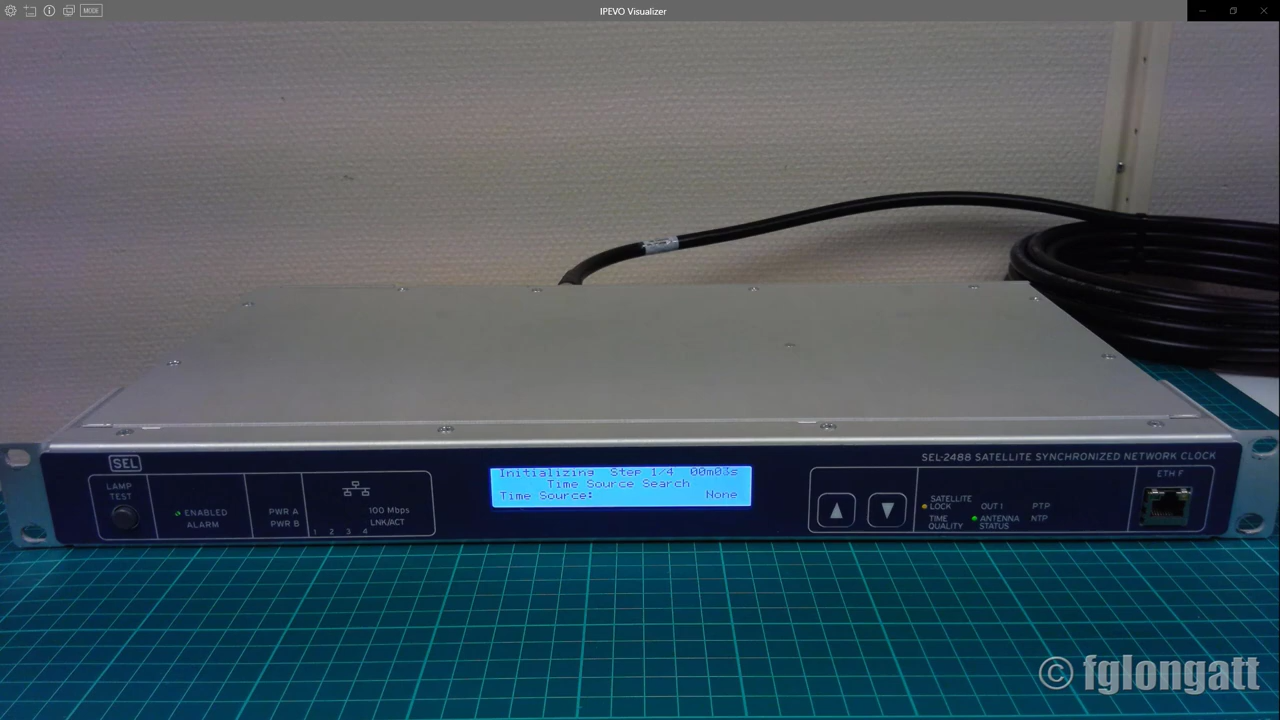 IPEVO Visualizer
MODE
SEL
LAMP
TEST
ENABLED
ALARM
PWR A
PWR B
100 Mbps
LNK/ACT
1 2 3 4
Initializing Step 1/4 00m03s
Time Source Search
Time Source: None
SEL-2488 SATELLITE SYNCHRONIZED NETWORK CLOCK
SATELLITE
LOCK
TIME
QUALITY
OUT 1
ANTENNA
STATUS
PTP
NTP
ETH F
© fglongatt